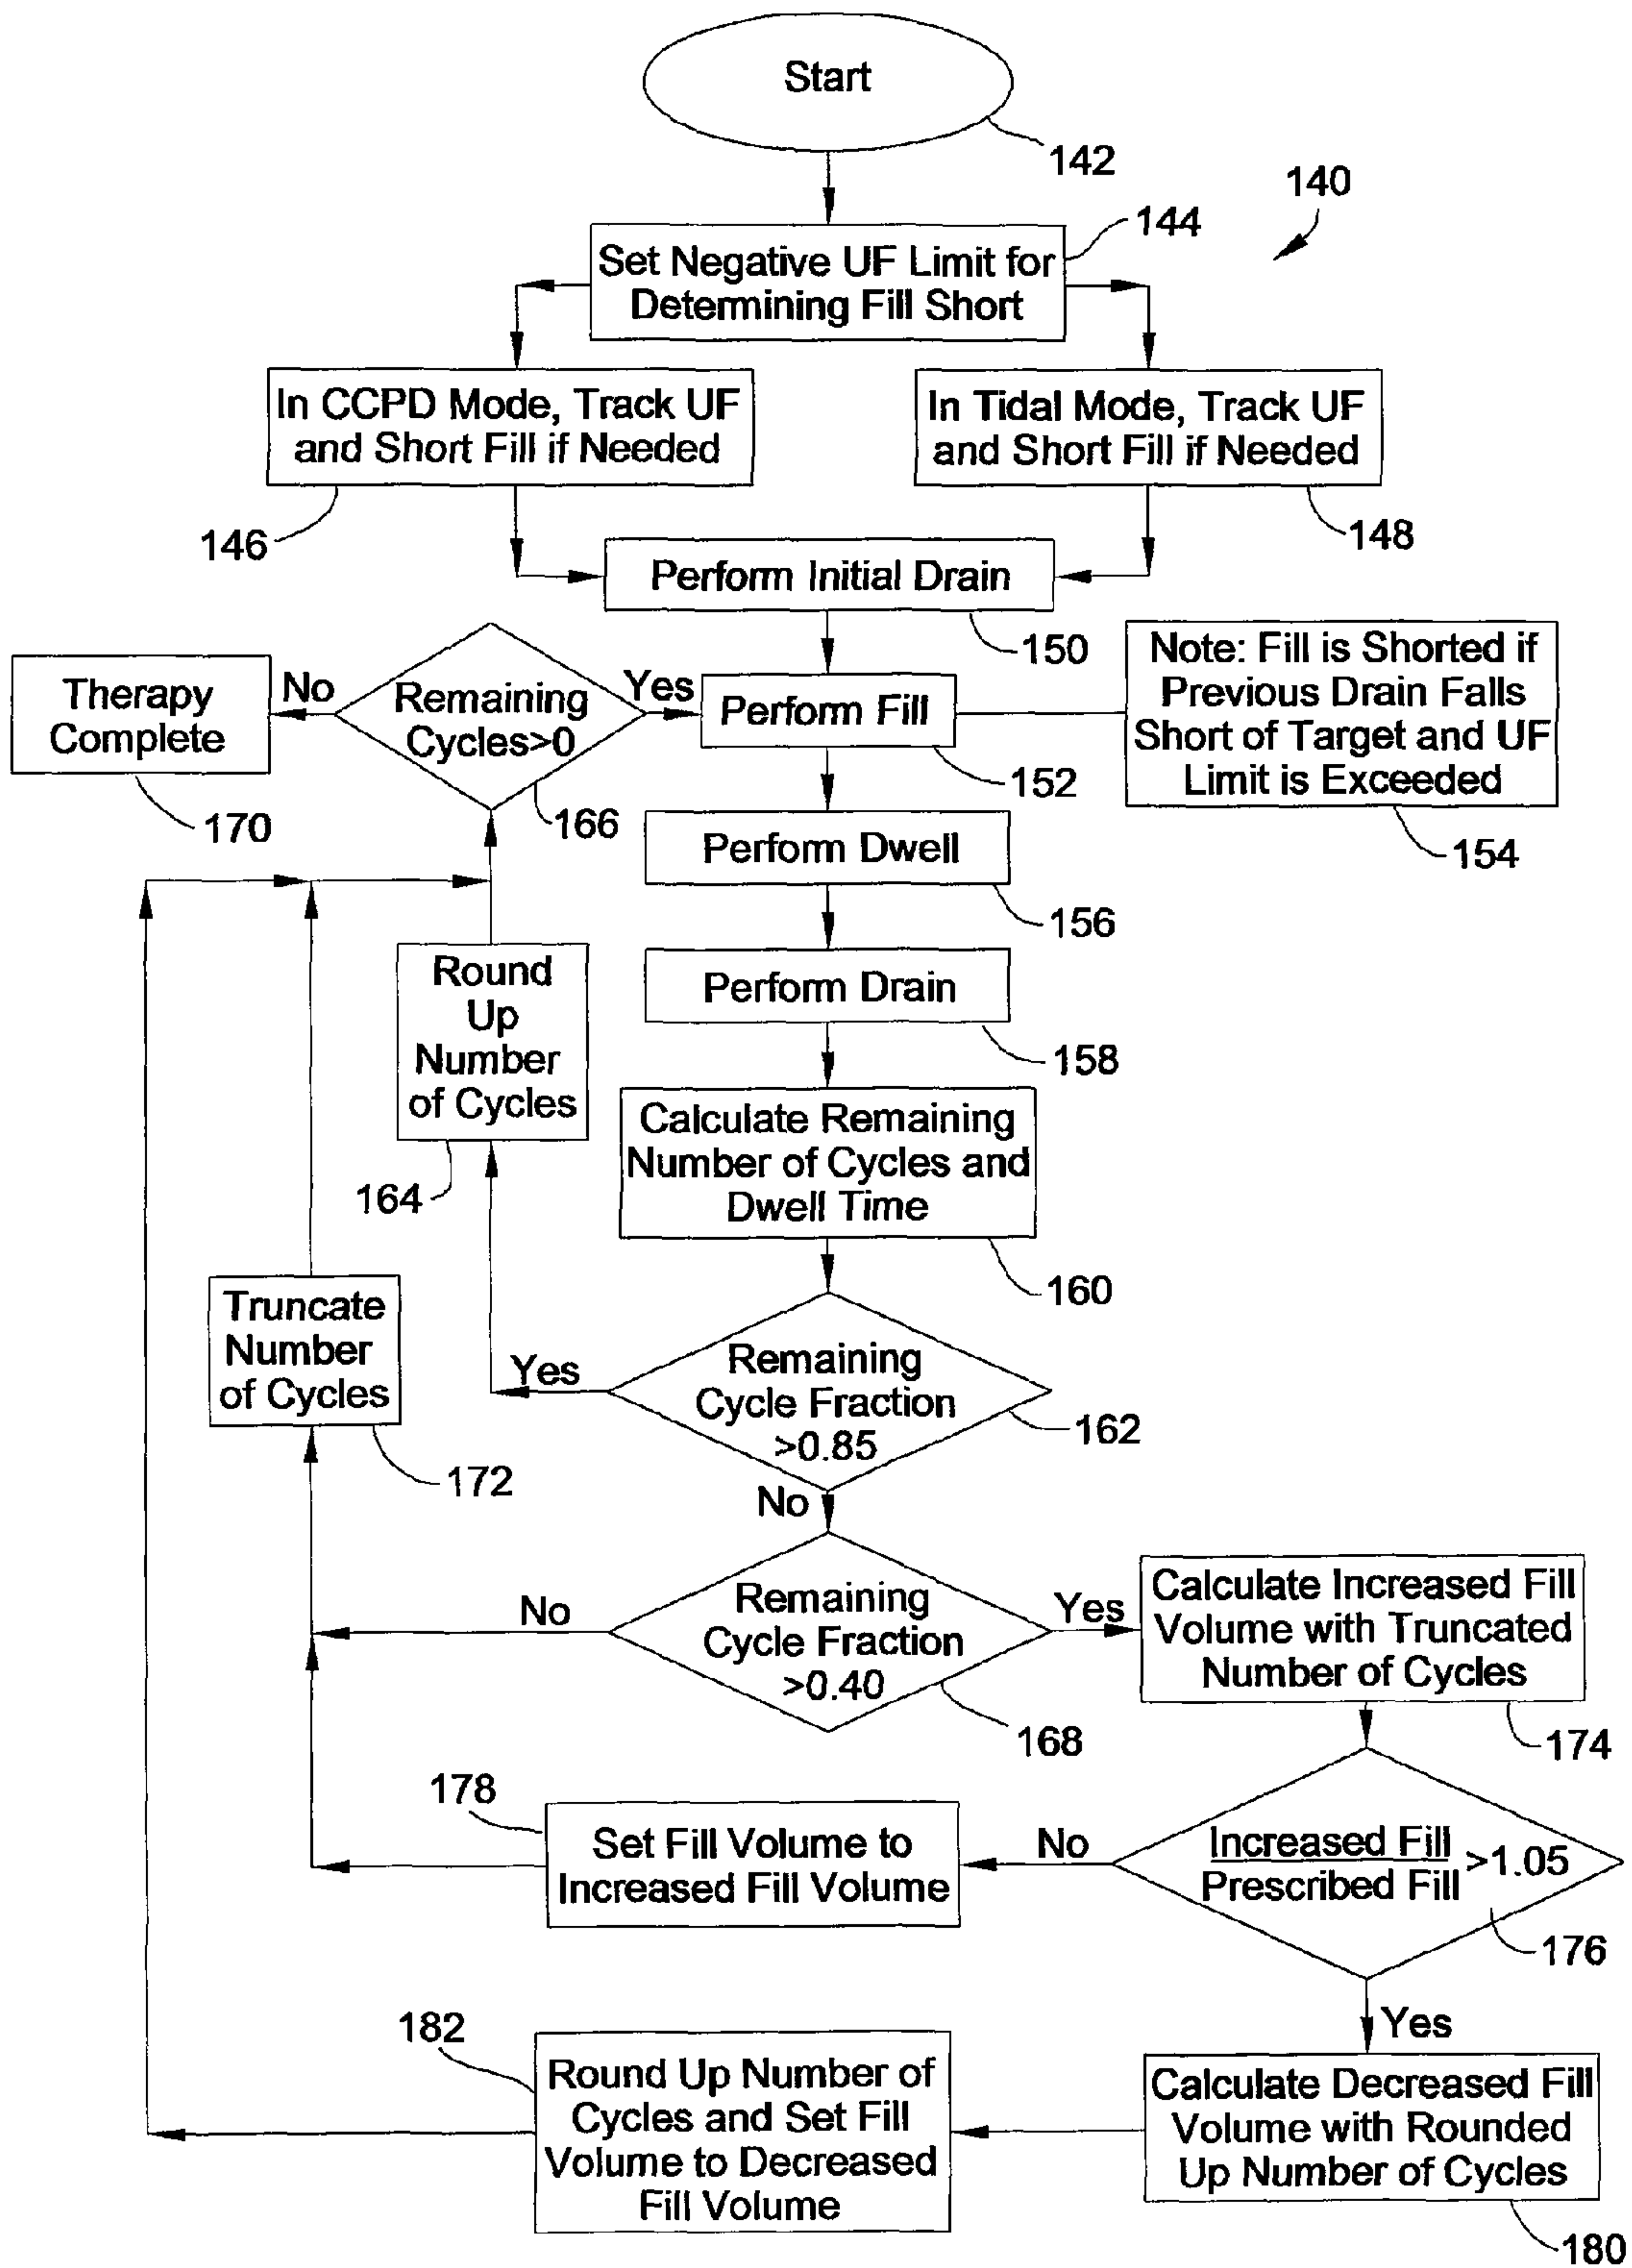 Start
142
140
144
Set Negative UF Limit for
Determining Fill Short
In CCPD Mode, Track UF
and Short Fill if Needed
146
In Tidal Mode, Track UF
and Short Fill if Needed
148
Perform Initial Drain
150
Therapy
Complete
170
No
Remaining
Cycles>0
166
Yes
Perform Fill
152
Note: Fill is Shorted if
Previous Drain Falls
Short of Target and UF
Limit is Exceeded
154
Perform Dwell
156
Perform Drain
158
Round
Up
Number
of Cycles
164
Calculate Remaining
Number of Cycles and
Dwell Time
160
Truncate
Number
of Cycles
172
Yes
Remaining
Cycle Fraction
>0.85
162
No
No
Remaining
Cycle Fraction
>0.40
168
Yes
Calculate Increased Fill
Volume with Truncated
Number of Cycles
174
178
Set Fill Volume to
Increased Fill Volume
No
Increased Fill
Prescribed Fill
>1.05
176
Yes
182
Round Up Number of
Cycles and Set Fill
Volume to Decreased
Fill Volume
Calculate Decreased Fill
Volume with Rounded
Up Number of Cycles
180